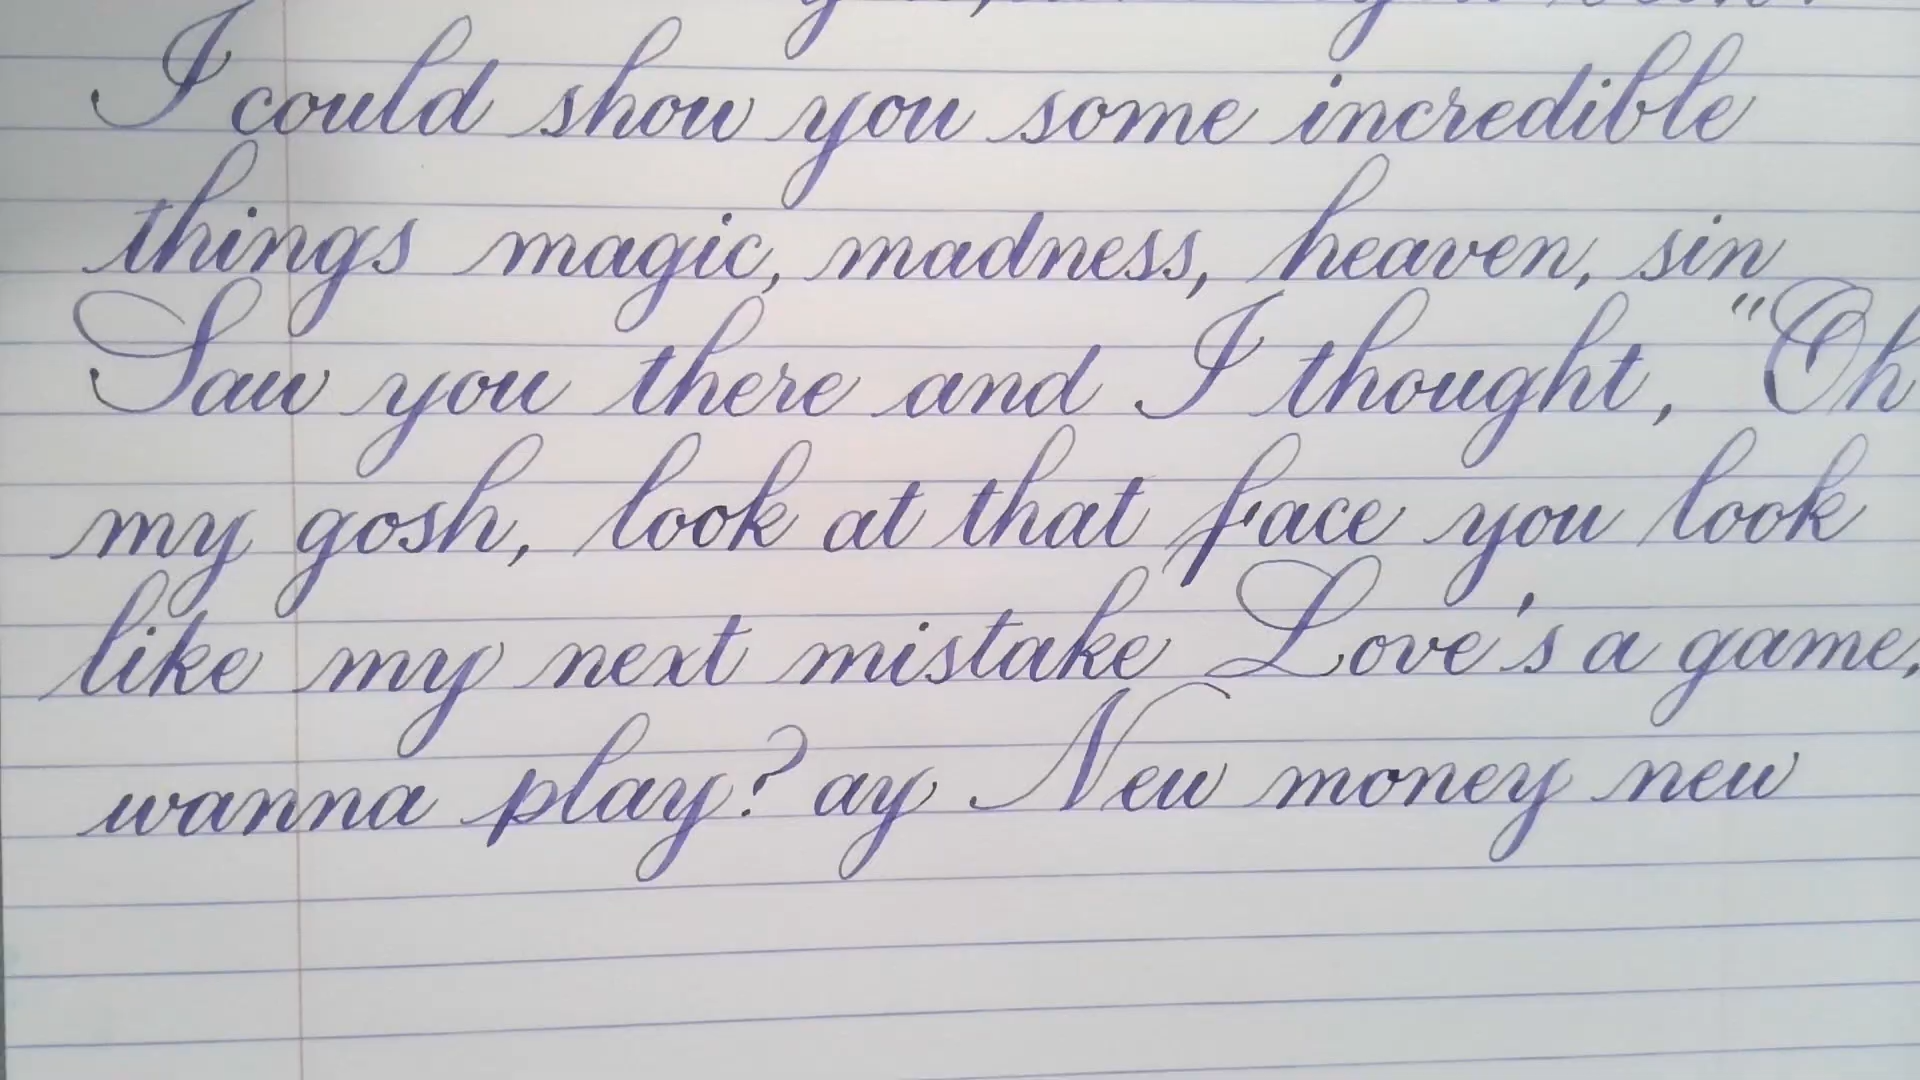 I could show you some incredible
things magic, madness, heaven, sin
Saw you there and I thought, "Oh
my gosh, look at that face you look
like my next mistake Love's a game,
wanna play? ay New money new